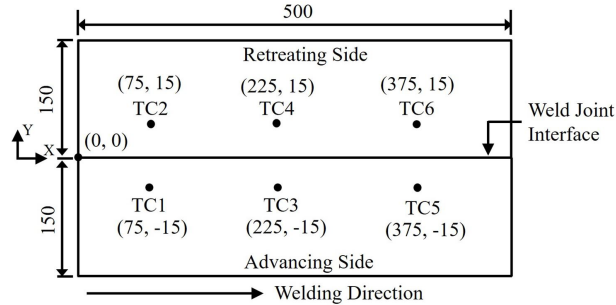 500
Retreating Side
(75, 15)
(225, 15)
(375, 15)
TC2
TC4
TC6
150
Weld Joint
Interface
Y
X
(0, 0)
TC1
TC3
TC5
(75, -15)
(225, -15)
(375, -15)
150
Advancing Side
Welding Direction